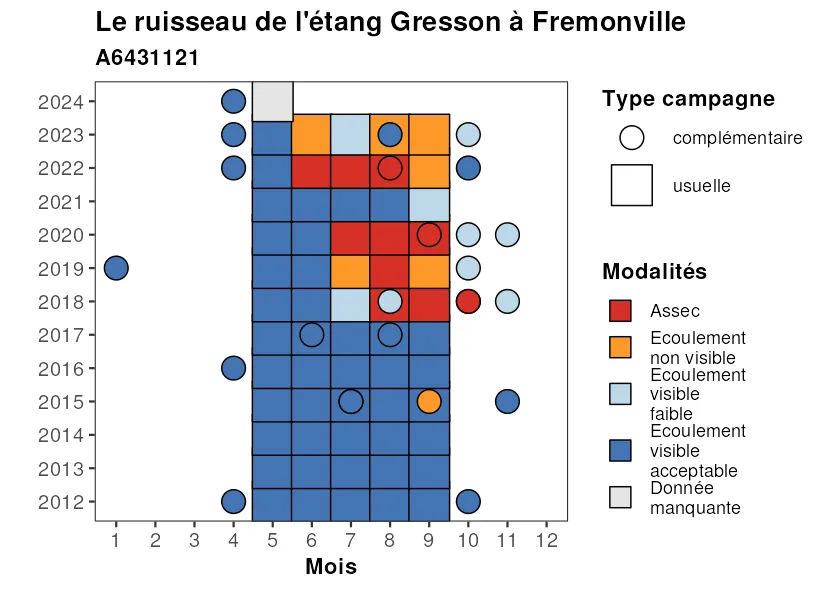 Le ruisseau de l'étang Gresson à Fremonville
A6431121
2024
2023
2022
2021
2020
2019
2018
2017
2016
2015
2014
2013
2012
1 2 3 4 5 6 7 8 9 10 11 12
Mois
Type campagne
complémentaire
usuelle
Modalités
Assec
Ecoulement
non visible
Ecoulement
visible
faible
Ecoulement
visible
acceptable
Donnée
manquante